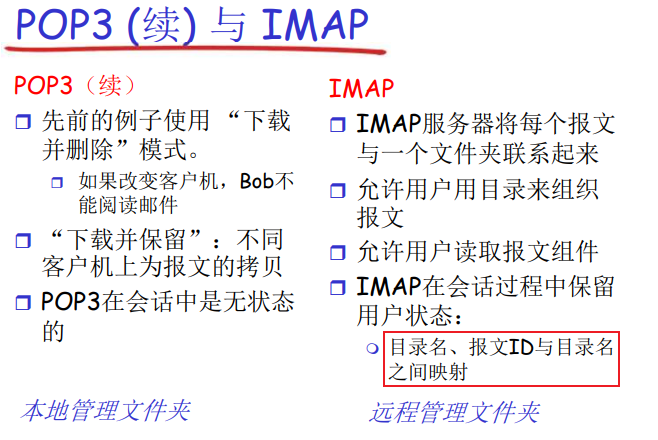 POP3 (续) 与 IMAP
POP3（续）
先前的例子使用 “下载
并删除”模式。
如果改变客户机，Bob不
能阅读邮件
“下载并保留”：不同
客户机上为报文的拷贝
POP3在会话中是无状态
的
本地管理文件夹
IMAP
IMAP服务器将每个报文
与一个文件夹联系起来
允许用户用目录来组织
报文
允许用户读取报文组件
IMAP在会话过程中保留
用户状态：
目录名、报文ID与目录名
之间映射
远程管理文件夹